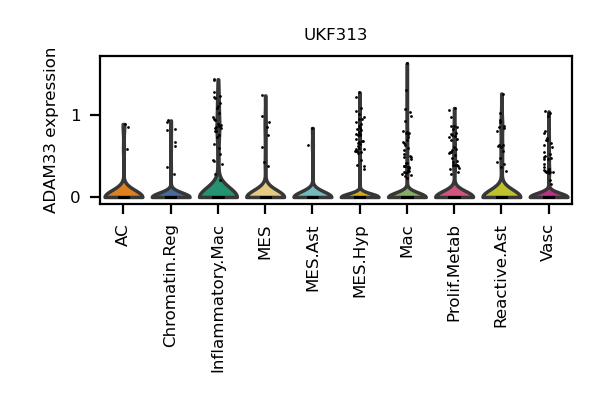 UKF313
ADAM33 expression
1
0
AC
Chromatin.Reg
Inflammatory.Mac
MES
MES.Ast
MES.Hyp
Mac
Prolif.Metab
Reactive.Ast
Vasc